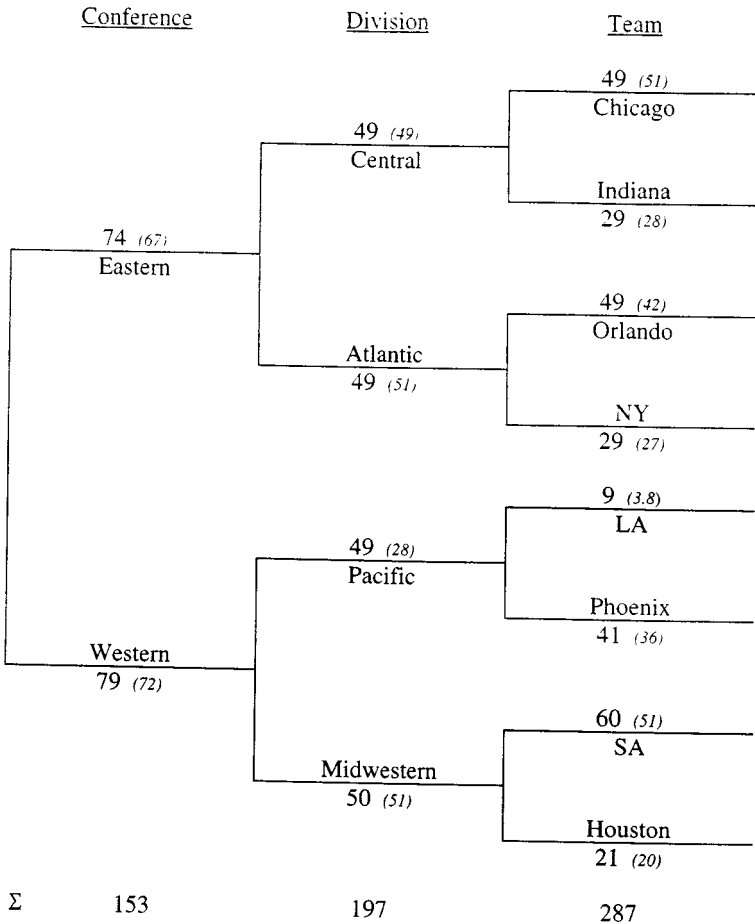 Conference Division Team
49 (51)
Chicago
49 (49)
Central
Indiana
29 (28)
74 (67)
Eastern
49 (42)
Orlando
Atlantic
49 (51)
NY
29 (27)
9 (3.8)
LA
49 (28)
Pacific
Phoenix
41 (36)
Western
79 (72)
60 (51)
SA
Midwestern
50 (51)
Houston
21 (20)
Σ 153 197 287